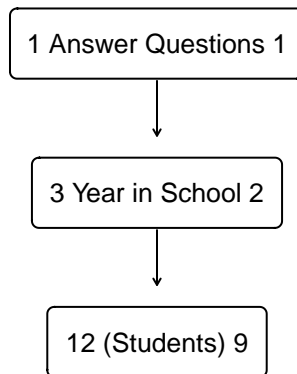 1 Answer Questions 1
3 Year in School 2
12 (Students) 9